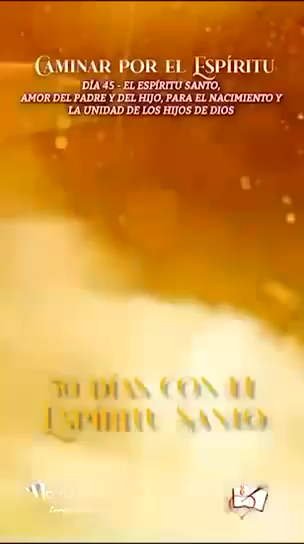 CAMINAR POR EL ESPÍRITU
DÍA 45 - EL ESPÍRITU SANTO,
AMOR DEL PADRE Y DEL HIJO, PARA EL NACIMIENTO Y
LA UNIDAD DE LOS HIJOS DE DIOS
50 DÍAS CON EL
ESPÍRITU SANTO